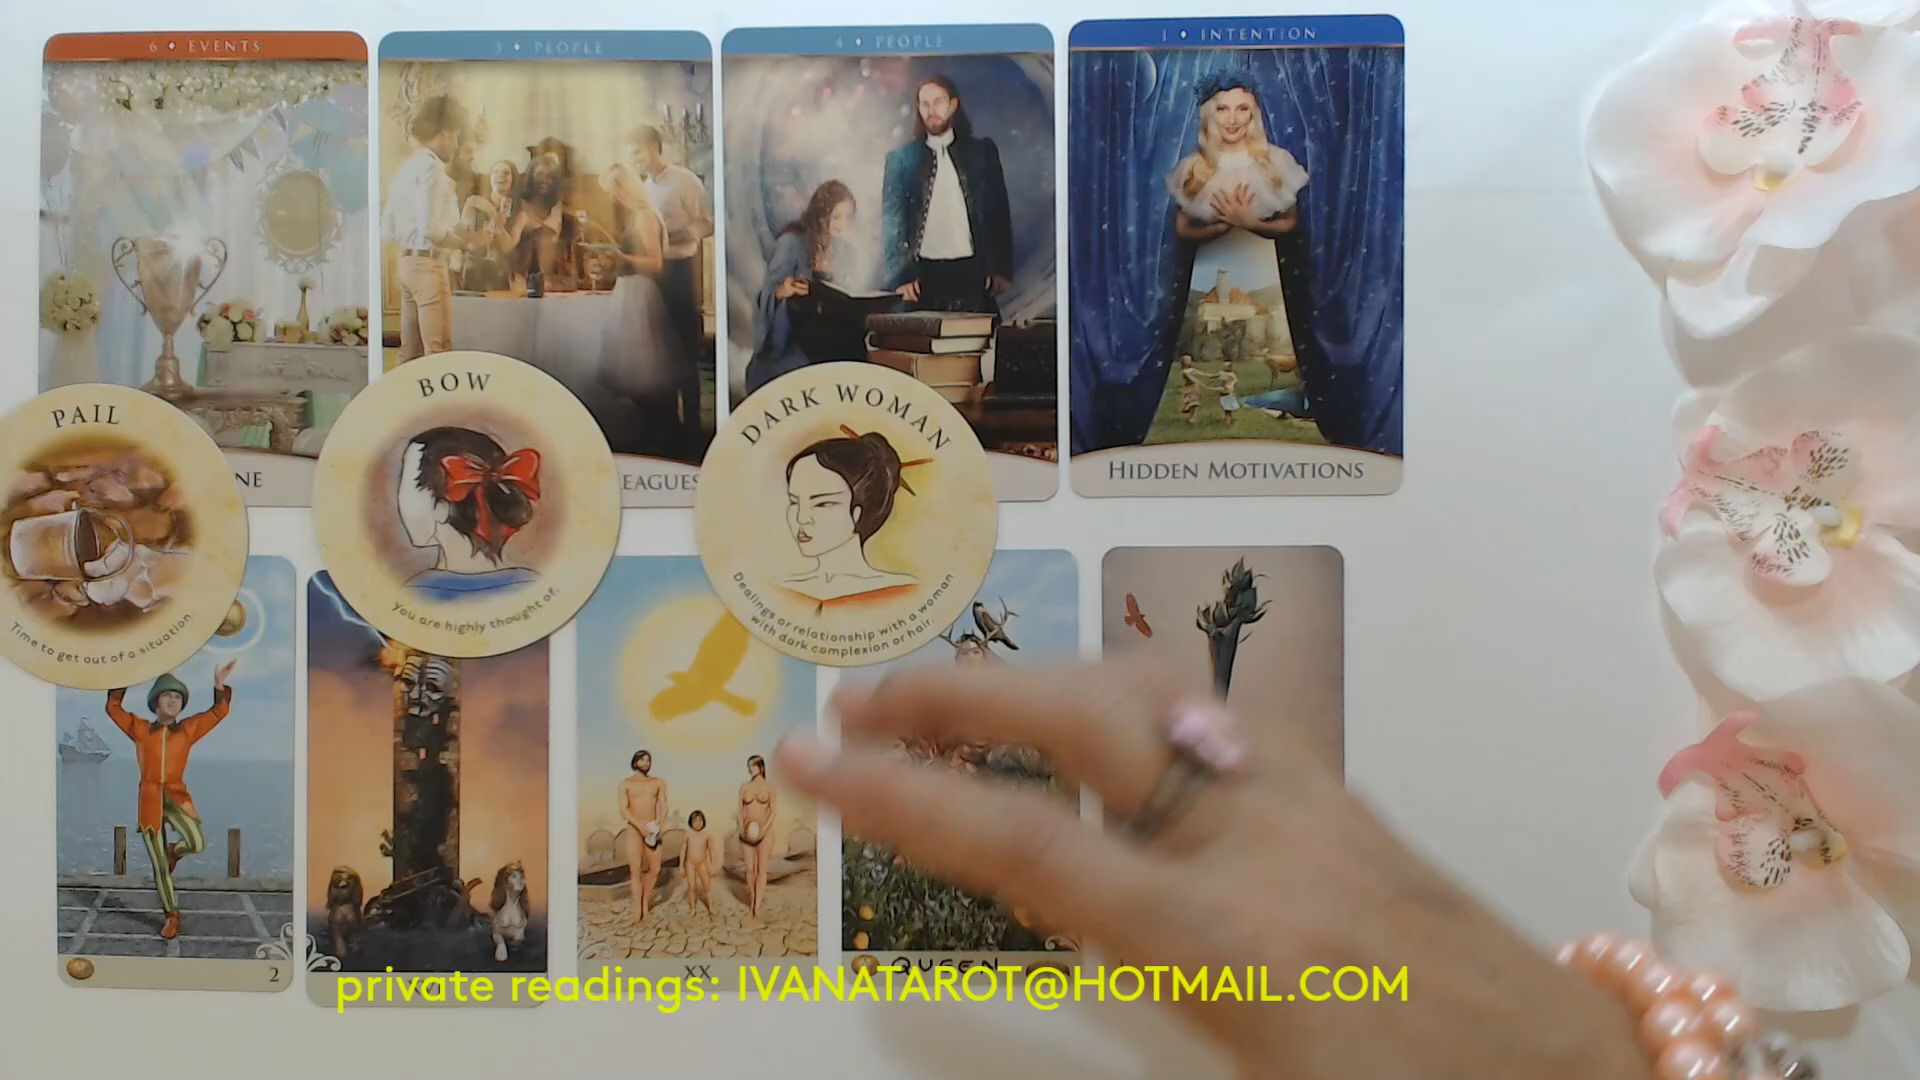 6 • EVENTS
3 • PEOPLE
4 • PEOPLE
1 • INTENTION
NE
EAGUES
HIDDEN MOTIVATIONS
PAIL
Time to get out of a situation
BOW
You are highly thought of.
DARK WOMAN
Dealings or relationship with a woman
with dark complexion or hair.
2
XVI
XX
QUEEN
private readings: IVANATAROT@HOTMAIL.COM